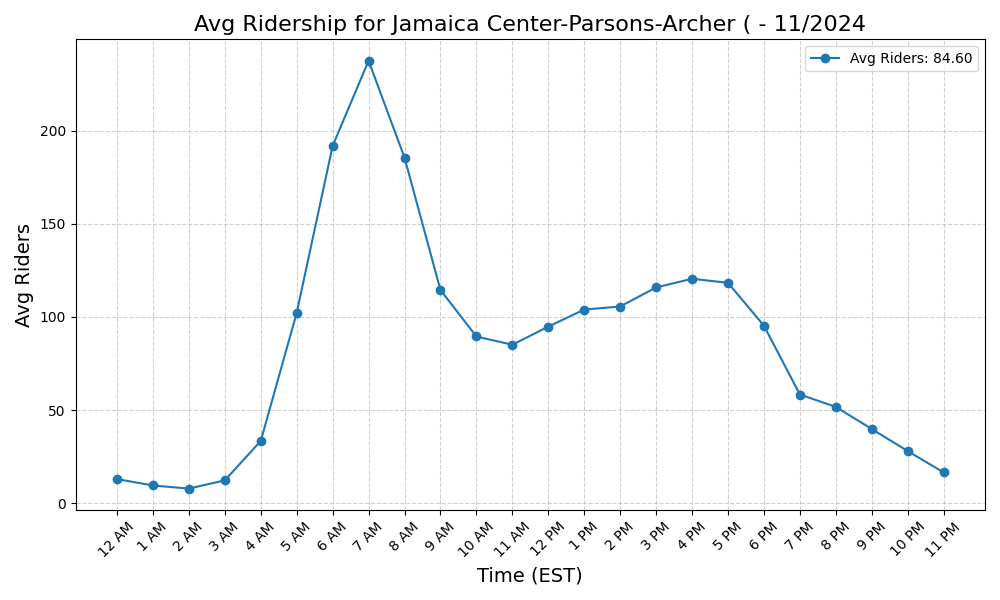 Avg Ridership for Jamaica Center-Parsons-Archer ( - 11/2024
Avg Riders: 84.60
Avg Riders
200
150
100
50
0
12 AM
1 AM
2 AM
3 AM
4 AM
5 AM
6 AM
7 AM
8 AM
9 AM
10 AM
11 AM
12 PM
1 PM
2 PM
3 PM
4 PM
5 PM
6 PM
7 PM
8 PM
9 PM
10 PM
11 PM
Time (EST)